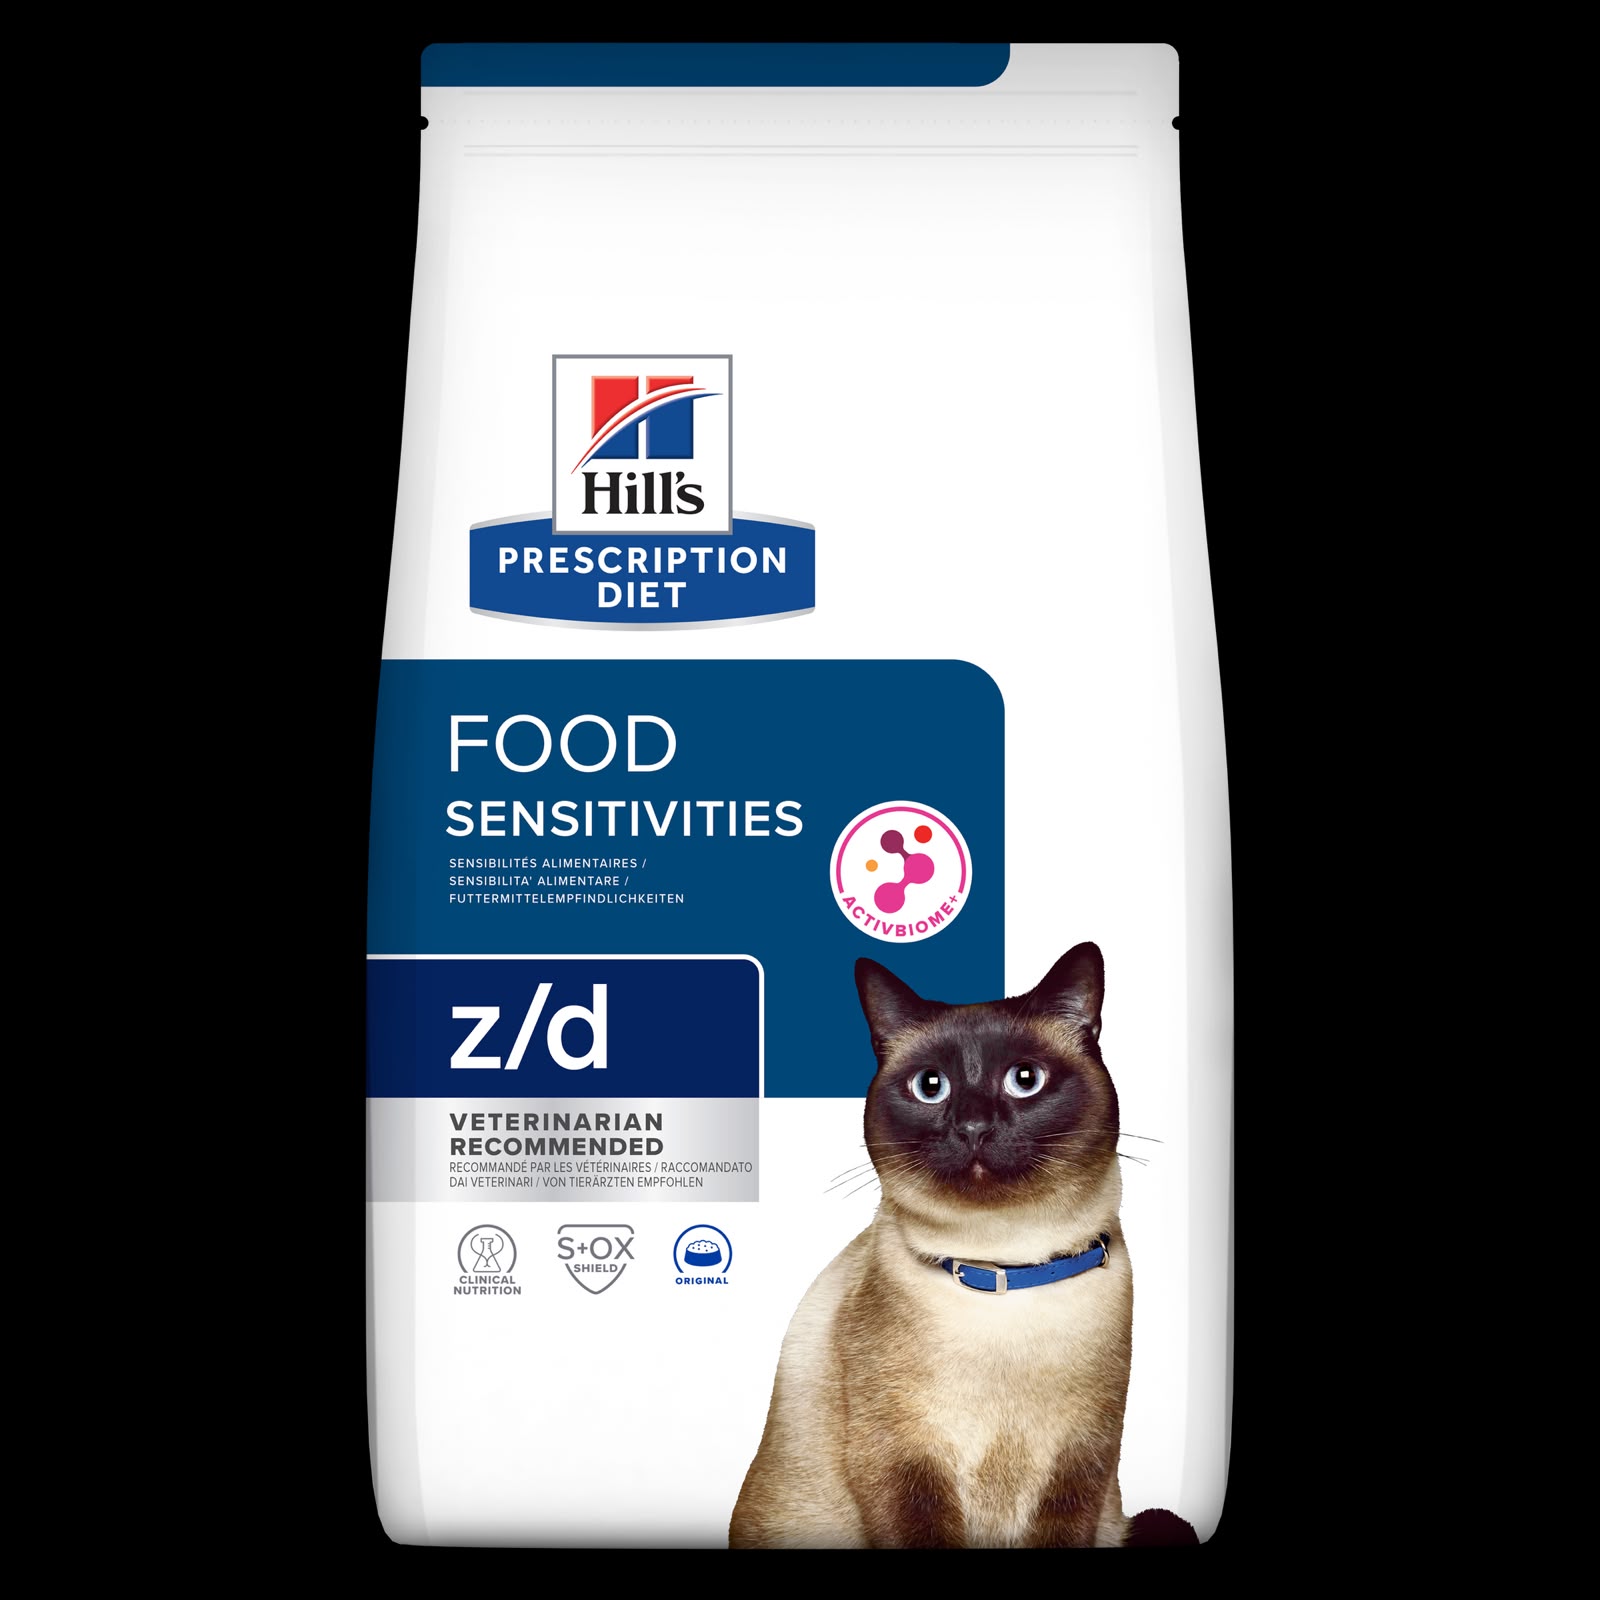 Hill's
PRESCRIPTION
DIET
FOOD
SENSITIVITIES
SENSIBILITÉS ALIMENTAIRES /
SENSIBILITA' ALIMENTARE /
FUTTERMITTELEMPFINDLICHKEITEN
ACTIVBIOME+
z/d
VETERINARIAN
RECOMMENDED
RECOMMANDÉ PAR LES VÉTÉRINAIRES / RACCOMANDATO
DAI VETERINARI / VON TIERÄRZTEN EMPFOHLEN
CLINICAL
NUTRITION
S+OX
SHIELD
ORIGINAL